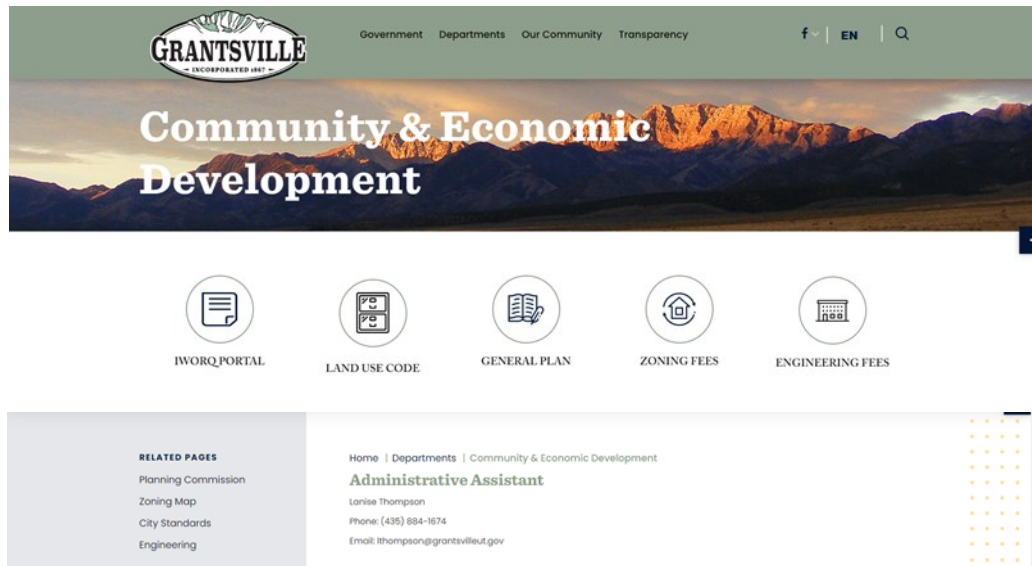 GRANTSVILLE
INCORPORATED 1867
Government Departments Our Community Transparency
f EN
Community & Economic
Development
IWORQ PORTAL
LAND USE CODE
GENERAL PLAN
ZONING FEES
ENGINEERING FEES
RELATED PAGES
Planning Commission
Zoning Map
City Standards
Engineering
Home | Departments | Community & Economic Development
Administrative Assistant
Lanise Thompson
Phone: (435) 884-1674
Email: lthompson@grantsvilleut.gov